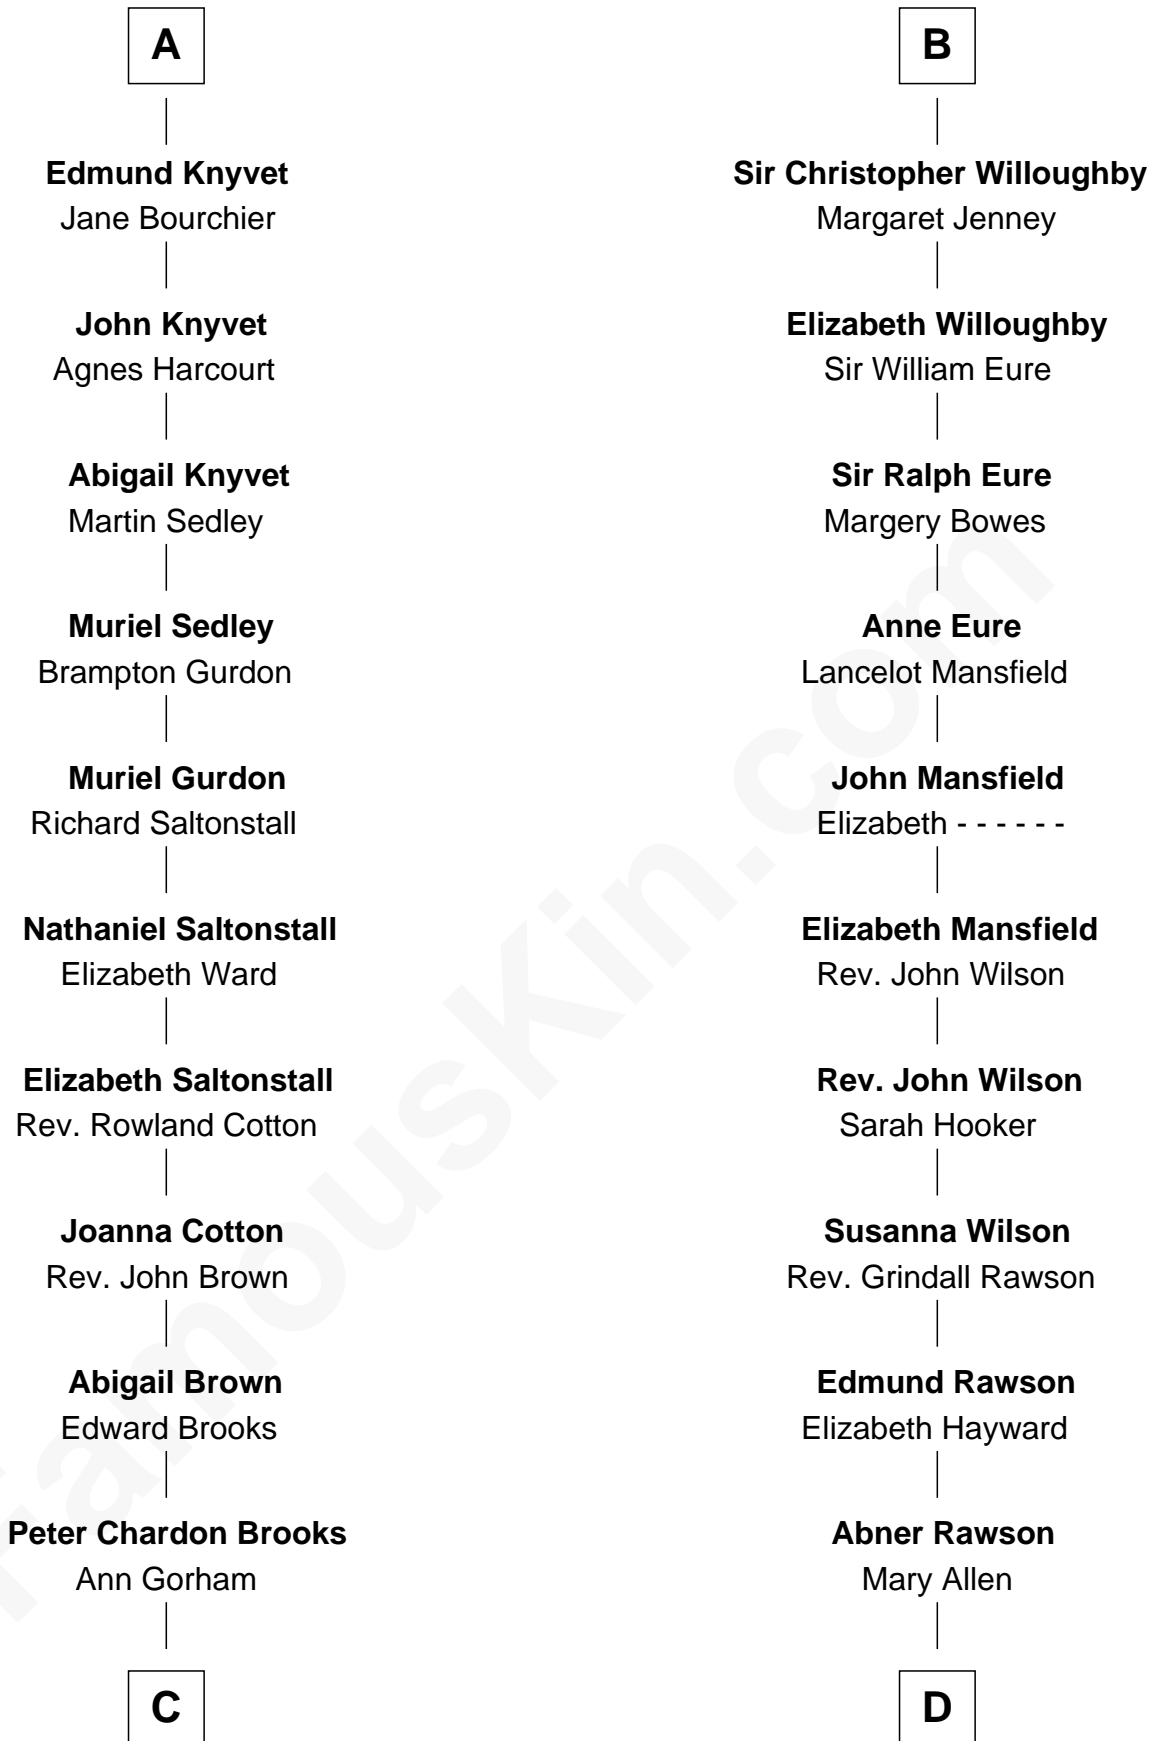 A
Edmund Knyvet
Jane Bourchier
John Knyvet
Agnes Harcourt
Abigail Knyvet
Martin Sedley
Muriel Sedley
Brampton Gurdon
Muriel Gurdon
Richard Saltonstall
Nathaniel Saltonstall
Elizabeth Ward
Elizabeth Saltonstall
Rev. Rowland Cotton
Joanna Cotton
Rev. John Brown
Abigail Brown
Edward Brooks
Peter Chardon Brooks
Ann Gorham
C
B
Sir Christopher Willoughby
Margaret Jenney
Elizabeth Willoughby
Sir William Eure
Sir Ralph Eure
Margery Bowes
Anne Eure
Lancelot Mansfield
John Mansfield
Elizabeth - - - - - -
Elizabeth Mansfield
Rev. John Wilson
Rev. John Wilson
Sarah Hooker
Susanna Wilson
Rev. Grindall Rawson
Edmund Rawson
Elizabeth Hayward
Abner Rawson
Mary Allen
D
FamousKin.com